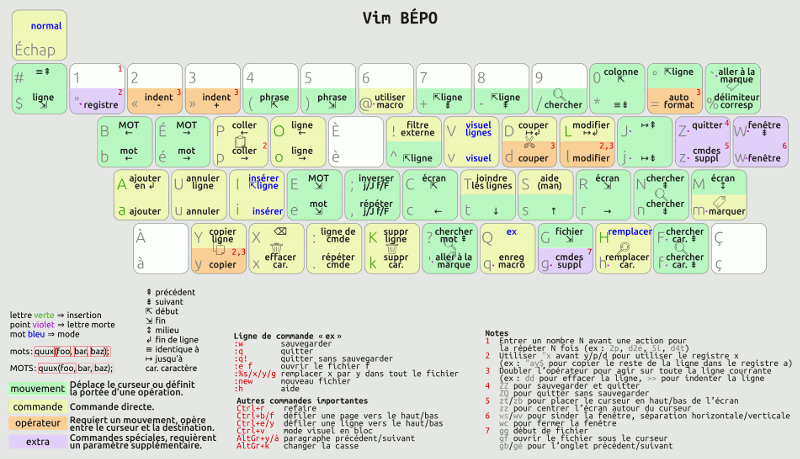 Vim BÉPO
normal
Échap
# = ⇞
$ ligne ⇲
1 1
" registre 2
2 3
« indent -
3 3
» indent +
4
( phrase ⇱
5
) phrase ⇲
6
@ utiliser macro
7
+ ⇱ligne
8
- ⇱ligne
9
/ chercher
0 colonne ⇱
* ≡⇟
° ⇱ligne 3
= auto format
` aller à la marque
% délimiteur corresp
B MOT ←
b mot ←
É MOT →
é mot →
P coller ← 2
p coller →
O ligne ←
o ligne →
È
è
! filtre externe
^ ⇱ligne
V visuel lignes
v visuel
D couper ↦↲
d couper 3
L modifier ↦↲
l modifier 2,3
J ↦⇞
j ↦⇟
Z quitter 4
z cmdes suppl 5
W fenêtre ⇞
w fenêtre 6
A ajouter en ↲
a ajouter
U annuler ligne
u annuler
I insérer ⇱ligne
i insérer
E MOT ⇲
e mot ⇲
; inverser j/J f/F
, répéter j/J f/F
C écran ⇱
c ←
T joindre les lignes
t ↓
S aide (man)
s ↑
R écran ⇲
r →
N chercher ⇞
n chercher ⇟
M écran ↕
m marquer
À
à
Y copier ligne
y copier 2,3
X ⌫
x effacer car.
: ligne de cmde
. répéter cmde
K suppr ligne
k suppr car.
? chercher mot ⇞
' aller à la marque
Q ex
q enreg macro
G fichier ⇲
g cmdes suppl 7
H remplacer
h remplacer car.
F chercher car. ⇞
f chercher car. ⇟
Ç
ç
lettre verte ⇒ insertion
point violet ⇒ lettre morte
mot bleu ⇒ mode
mots: quux(foo, bar, baz);
MOTS: quux(foo, bar, baz);
⇞ précédent
⇟ suivant
⇱ début
⇲ fin
↕ milieu
↲ fin de ligne
≡ identique à
↦ jusqu'à
car. caractère
mouvement Déplace le curseur ou définit
la portée d'une opération.
commande Commande directe.
opérateur Requiert un mouvement, opère
entre le curseur et la destination.
extra Commandes spéciales, requièrent
un paramètre supplémentaire.
Ligne de commande « ex »
:w sauvegarder
:q quitter
:q! quitter sans sauvegarder
:e f ouvrir le fichier f
:%s/x/y/g remplacer x par y dans tout le fichier
:new nouveau fichier
:h aide
Autres commandes importantes
Ctrl+r refaire
Ctrl+b/f défiler une page vers le haut/bas
Ctrl+e/y défiler une ligne vers le haut/bas
Ctrl+v mode visuel en bloc
AltGr+y/à paragraphe précédent/suivant
AltGr+k changer la casse
Notes
1 Entrer un nombre N avant une action pour
la répéter N fois (ex : 2p, d2è, 5i, d4t)
2 Utiliser "x avant y/p/d pour utiliser le registre x
(ex : "ay$ pour copier le reste de la ligne dans le registre a)
3 Doubler l'opérateur pour agir sur toute la ligne courrante
(ex : dd pour effacer la ligne, >> pour indenter la ligne
4 ZZ pour sauvegarder et quitter,
ZQ pour quitter sans sauvegarder
5 zt/zb pour placer le curseur en haut/bas de l'écran
zz pour centrer l'écran autour du curseur
6 ws/wv pour sinder la fenêtre, séparation horizontale/verticale
wc pour fermer la fenêtre
7 gg début de fichier
gf ouvrir le fichier sous le curseur
gb/gé pour l'onglet précédent/suivant